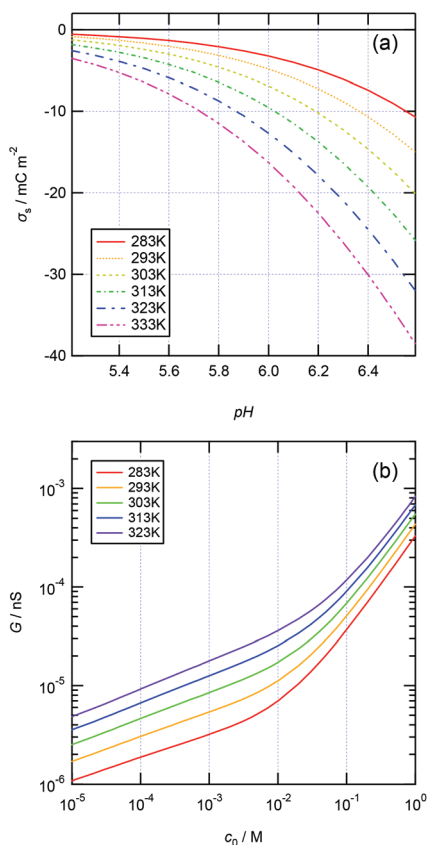 (a)
0
-10
-20
-30
-40
σs / mC m⁻²
283K
293K
303K
313K
323K
333K
5.4 5.6 5.8 6.0 6.2 6.4
pH
(b)
10⁻³
10⁻⁴
10⁻⁵
10⁻⁶
G / nS
283K
293K
303K
313K
323K
10⁻⁵ 10⁻⁴ 10⁻³ 10⁻² 10⁻¹ 10⁰
c₀ / M